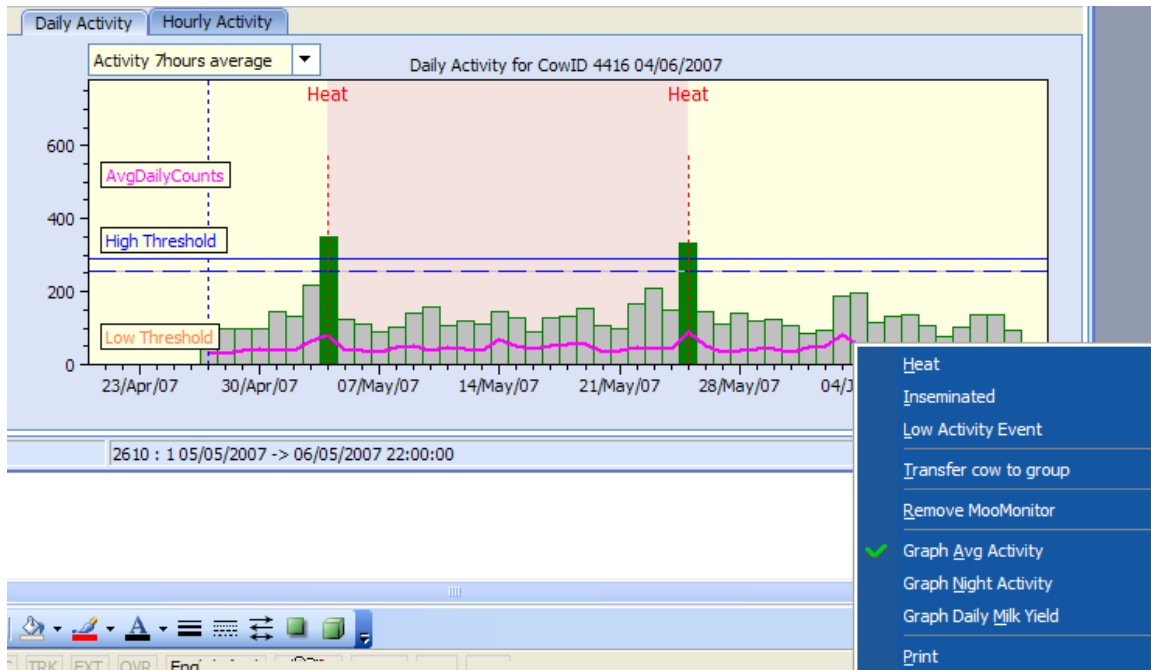 Daily Activity Hourly Activity
Activity 7hours average
Daily Activity for CowID 4416 04/06/2007
Heat Heat
600
AvgDailyCounts
400
High Threshold
200
Low Threshold
0
23/Apr/07 30/Apr/07 07/May/07 14/May/07 21/May/07 28/May/07 04/J
2610 : 1 05/05/2007 -> 06/05/2007 22:00:00
Heat
Inseminated
Low Activity Event
Transfer cow to group
Remove MooMonitor
Graph Avg Activity
Graph Night Activity
Graph Daily Milk Yield
Print
A
TRK EXT OVR